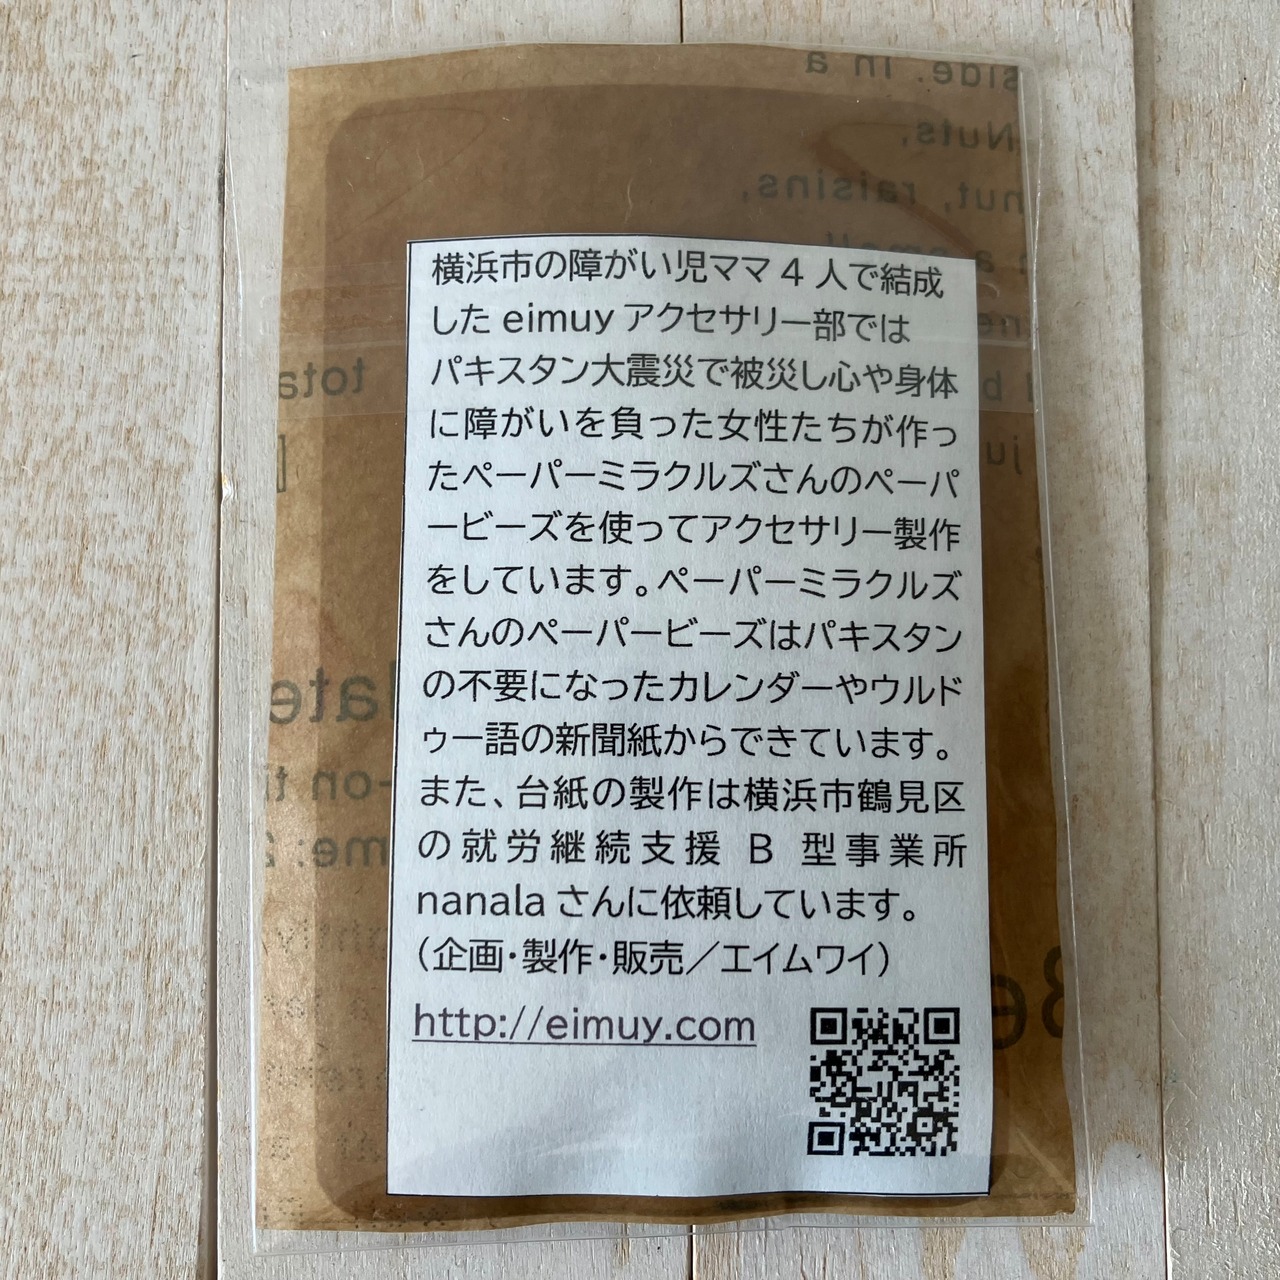 横浜市の障がい児ママ 4 人で結成
した eimuy アクセサリー部では
パキスタン大震災で被災し心や身体
に障がいを負った女性たちが作っ
たペーパーミラクルズさんのペーパ
ービーズを使ってアクセサリー製作
をしています。ペーパーミラクルズ
さんのペーパービーズはパキスタン
の不要になったカレンダーやウルド
ゥー語の新聞紙からできています。
また、台紙の製作は横浜市鶴見区
の就労継続支援 B 型事業所
nanala さんに依頼しています。
（企画・製作・販売／エイムワイ）
http://eimuy.com
side. In a
Nuts,
nut, raisins,